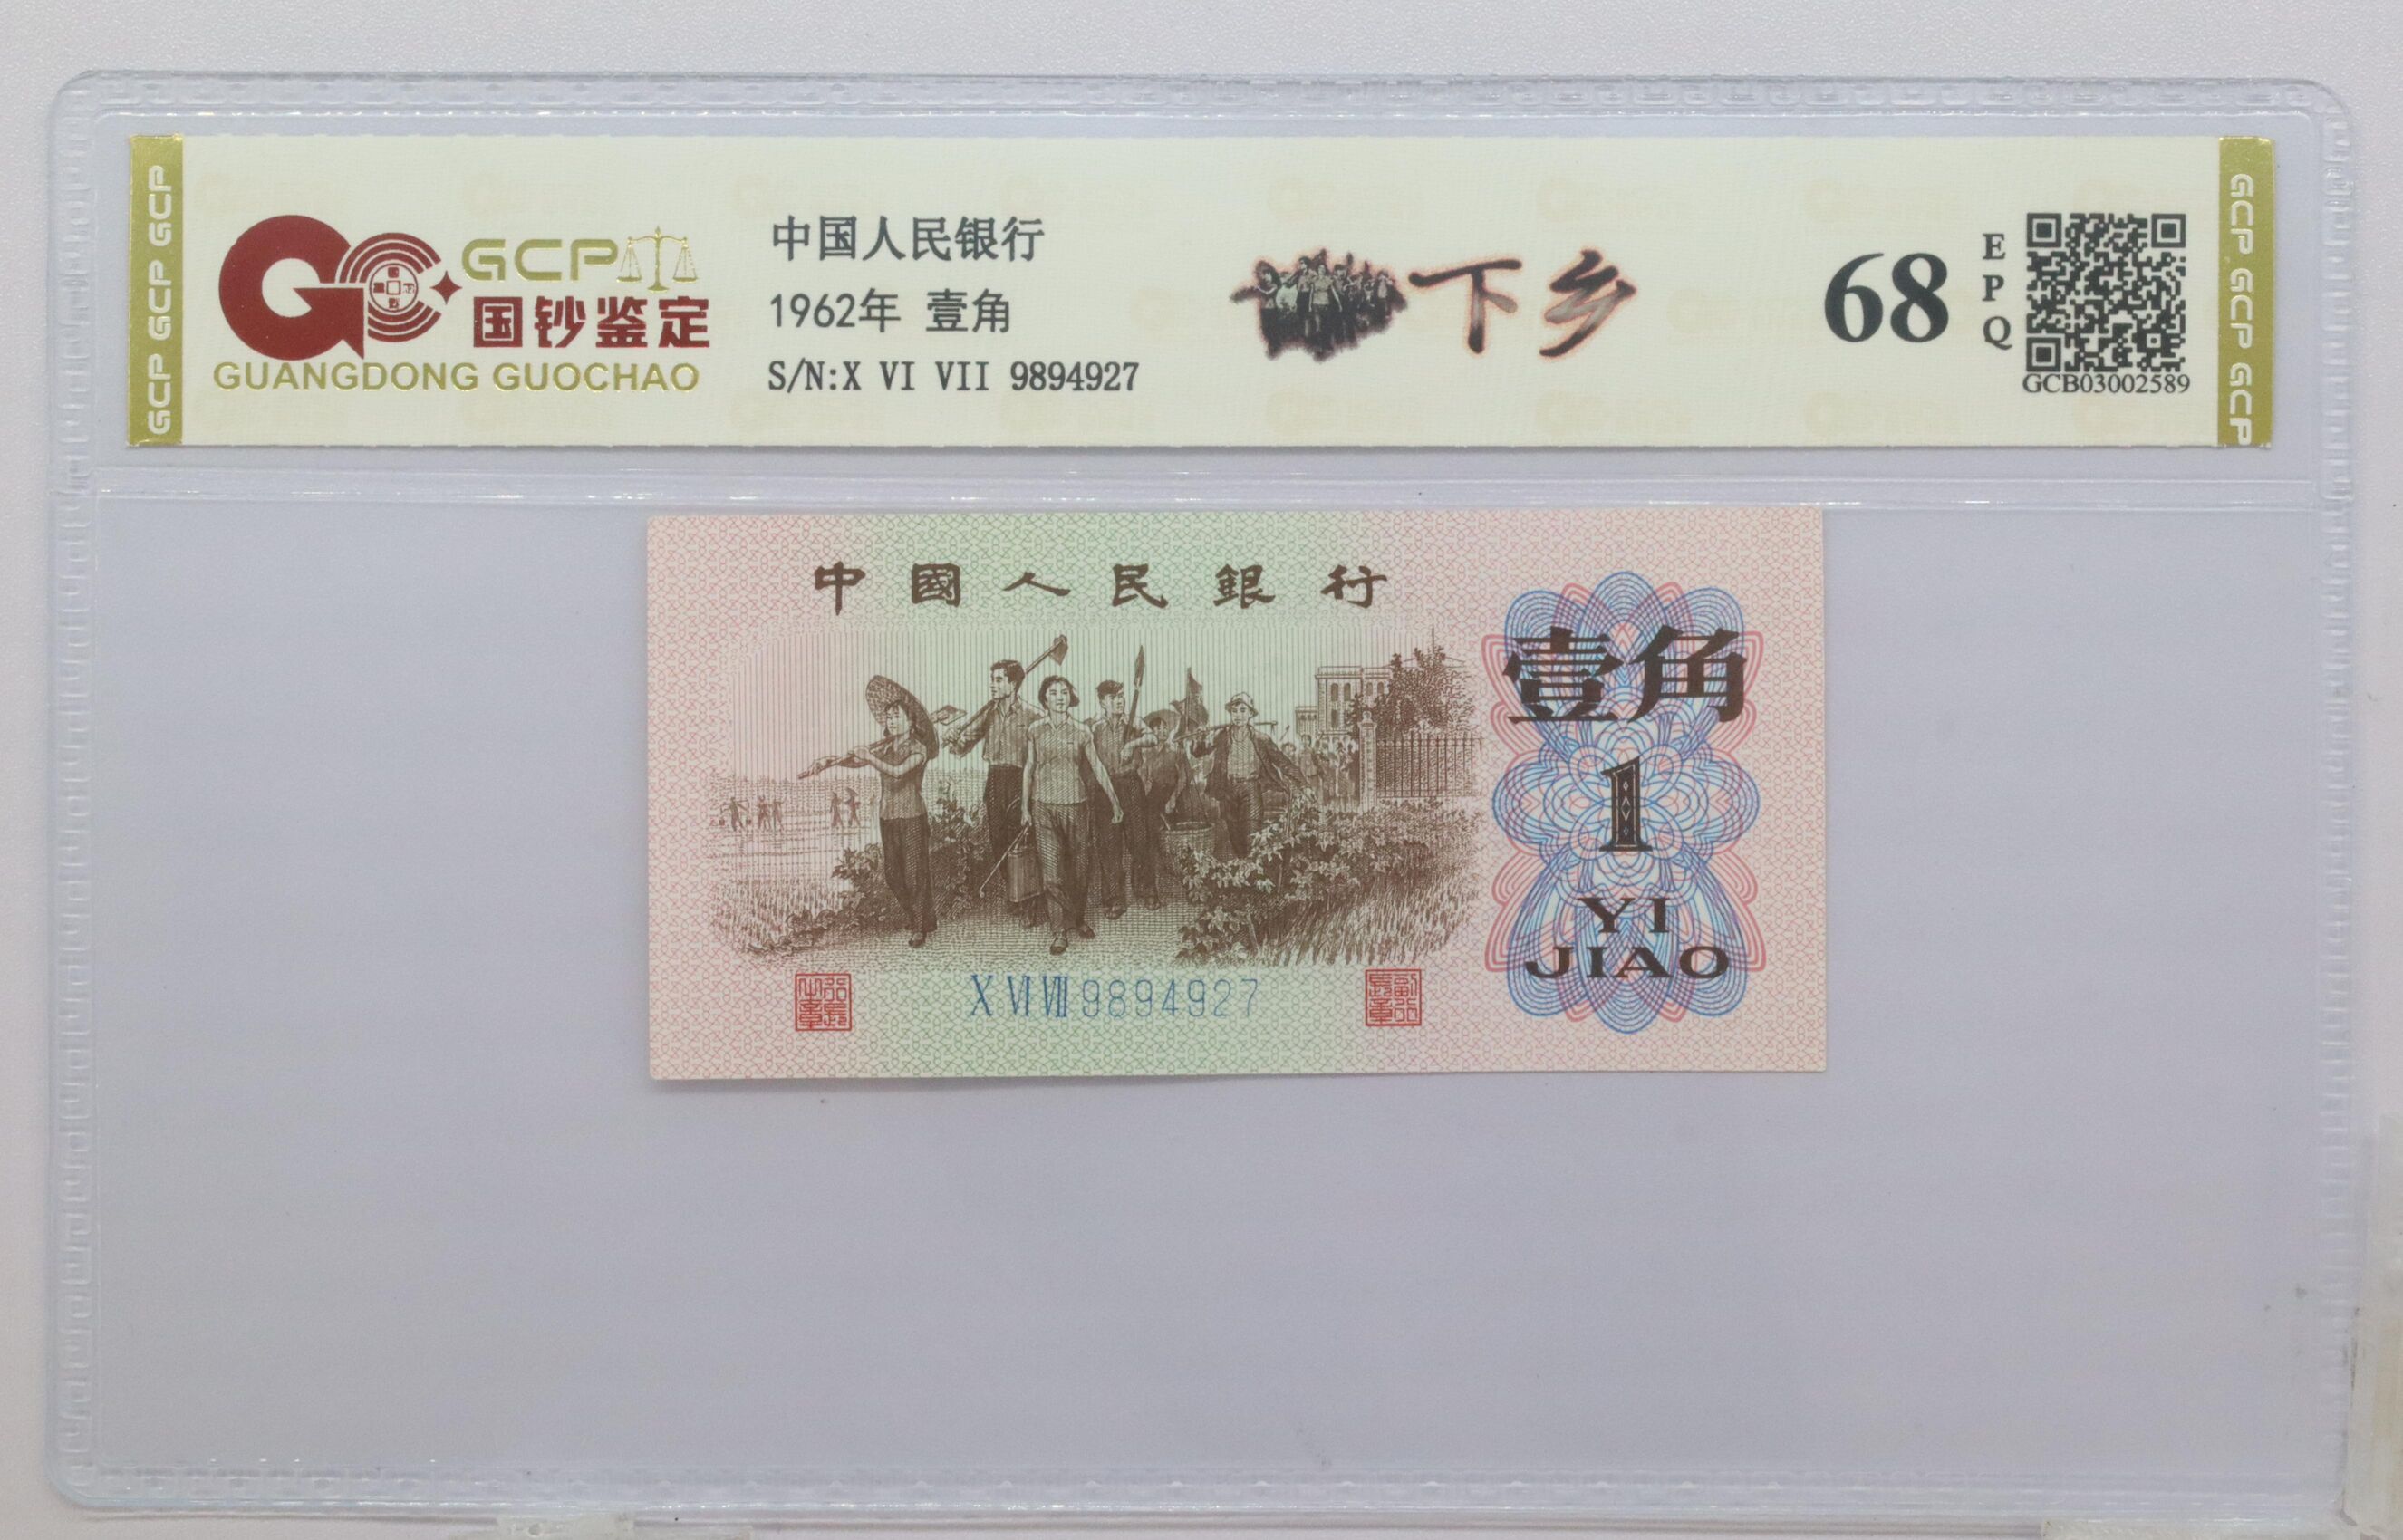 GCP GCP GCP
GCP
国钞鉴定
GUANGDONG GUOCHAO
中国人民银行
1962年 壹角
S/N:X VI VII 9894927
下乡
68
EPQ
GCB03002589
GCP GCP GCP GCP
中國人民銀行
壹角
1
YI
JIAO
X VI VII 9894927